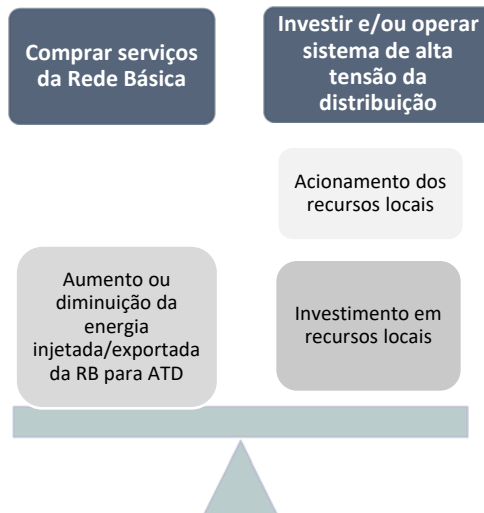 Comprar serviços
da Rede Básica
Investir e/ou operar
sistema de alta
tensão da
distribuição
Acionamento dos
recursos locais
Aumento ou
diminuição da
energia
injetada/exportada
da RB para ATD
Investimento em
recursos locais